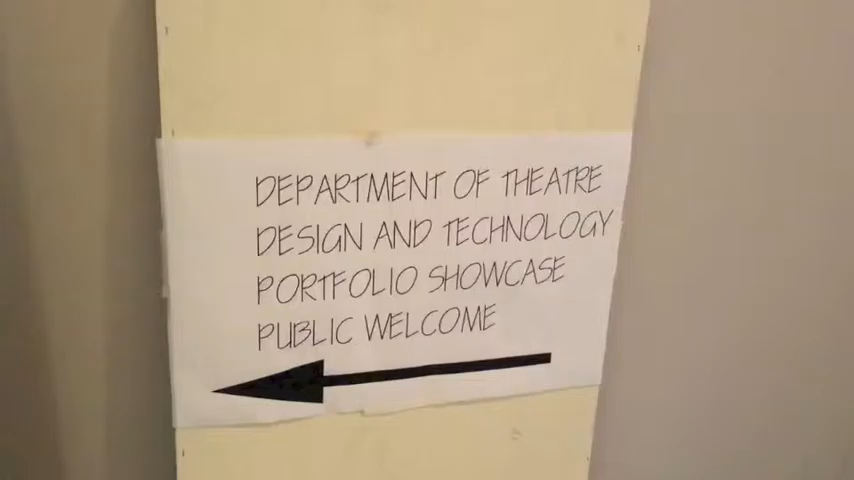 DEPARTMENT OF THEATRE
DESIGN AND TECHNOLOGY
PORTFOLIO SHOWCASE
PUBLIC WELCOME